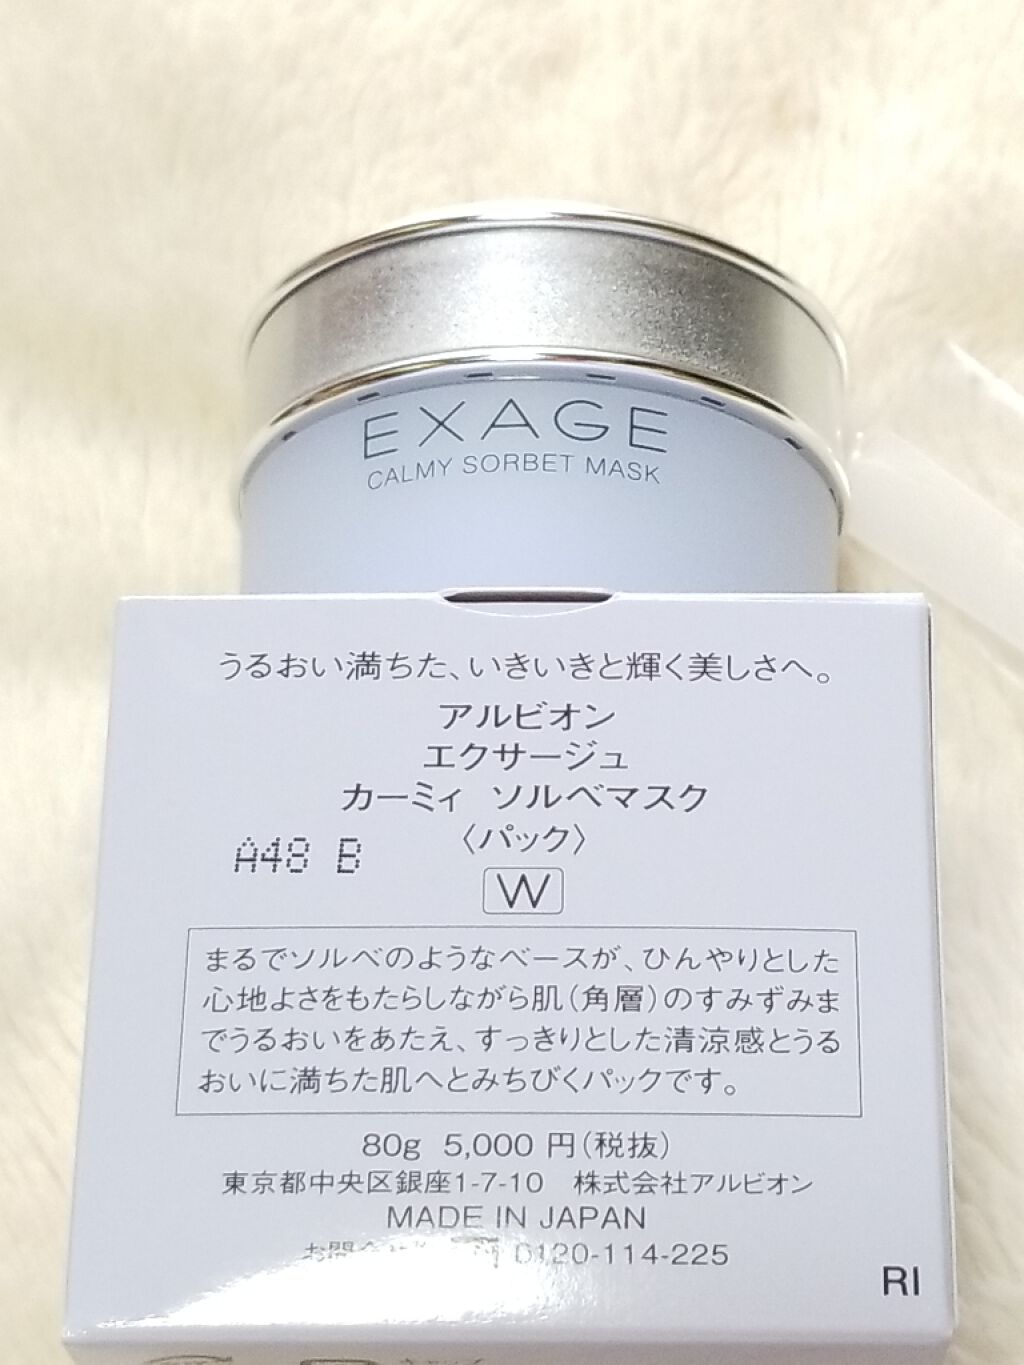 EXAGE
CALMY SORBET MASK
うるおい満ちた、いきいきと輝く美しさへ。
アルビオン
エクサージュ
カーミィ ソルベマスク
〈パック〉
A48 B
W
まるでソルベのようなベースが、ひんやりとした
心地よさをもたらしながら肌(角層)のすみずみま
でうるおいをあたえ、すっきりとした清涼感とうる
おいに満ちた肌へとみちびくパックです。
80g 5,000 円(税抜)
東京都中央区銀座1-7-10 株式会社アルビオン
MADE IN JAPAN
0120-114-225
RI